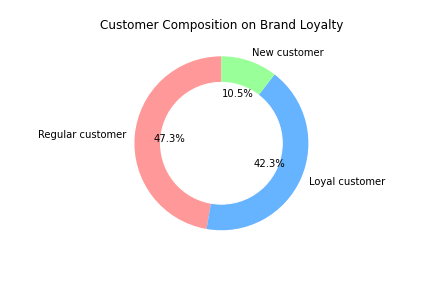 Customer Composition on Brand Loyalty
New customer
10.5%
Regular customer
47.3%
42.3%
Loyal customer